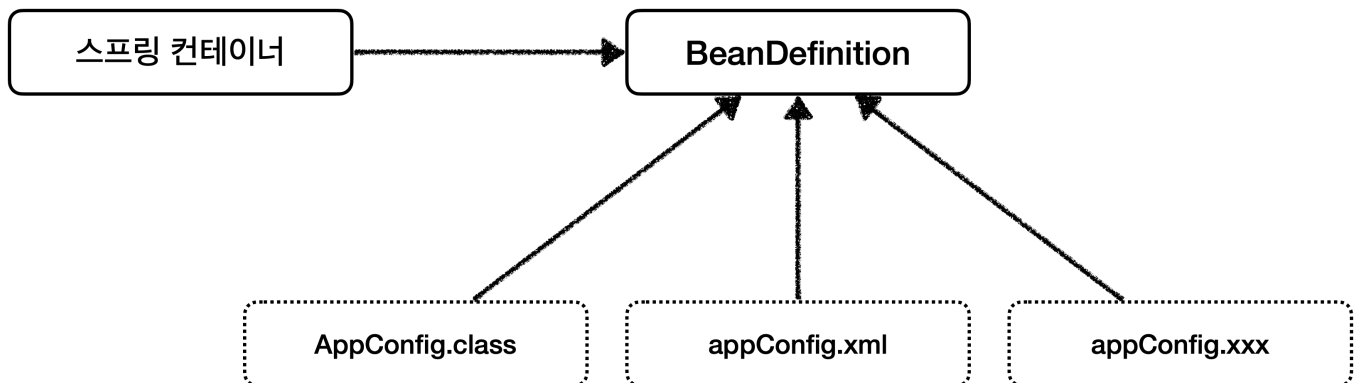 스프링 컨테이너
BeanDefinition
AppConfig.class
appConfig.xml
appConfig.xxx